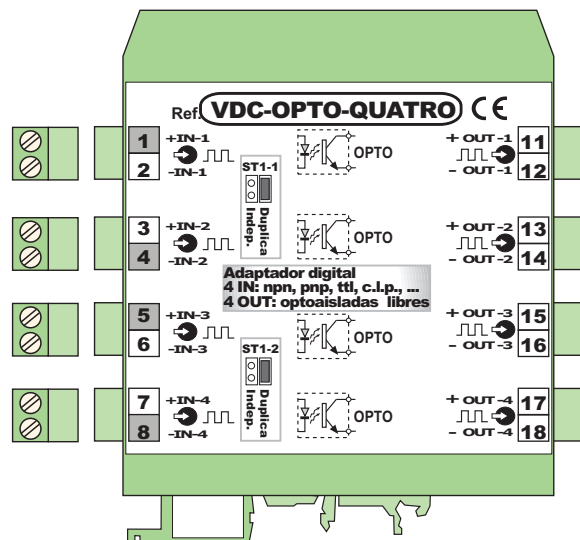 Ref. VDC-OPTO-QUATRO CE
1 +IN-1 OPTO + OUT-1 11
2 -IN-1 - OUT-1 12
ST1-1
Duplica
Indep.
3 +IN-2 OPTO + OUT-2 13
4 -IN-2 - OUT-2 14
Adaptador digital
4 IN: npn, pnp, ttl, c.l.p., ...
4 OUT: optoaisladas libres
5 +IN-3 + OUT-3 15
6 -IN-3 OPTO - OUT-3 16
ST1-2
Duplica
Indep.
7 +IN-4 OPTO + OUT-4 17
8 -IN-4 - OUT-4 18